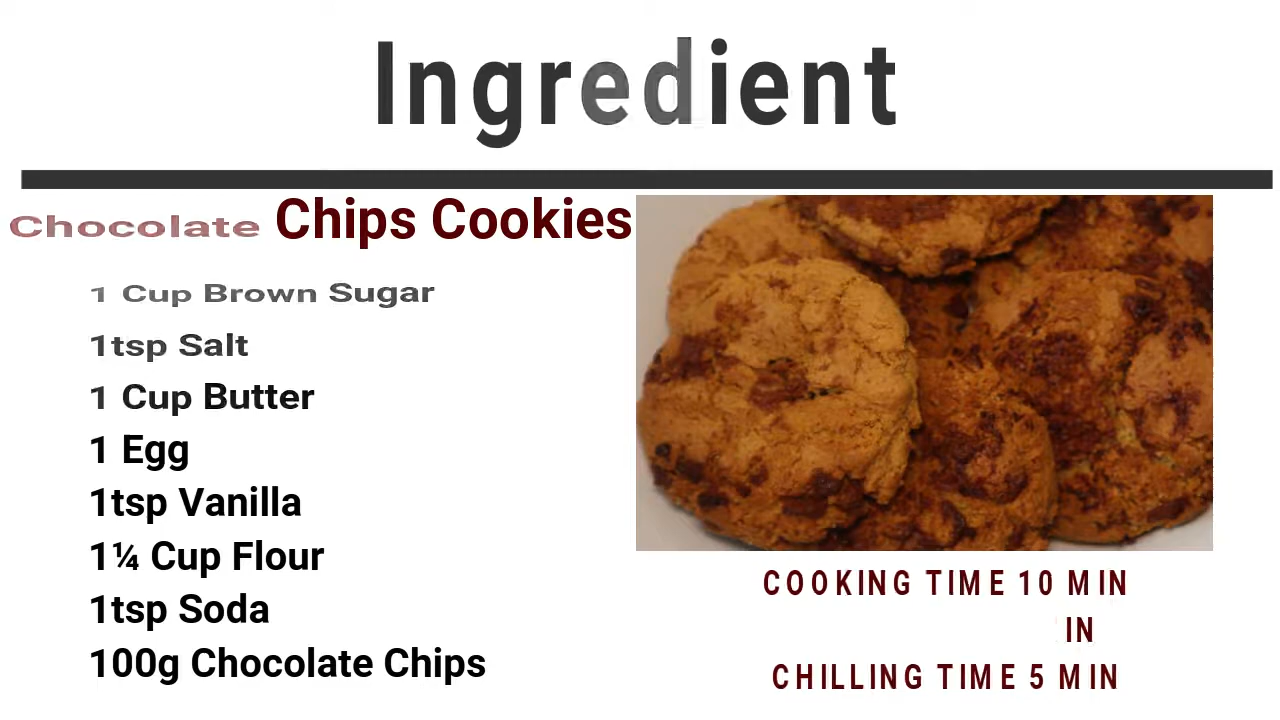 Ingredient
Chocolate Chips Cookies
1 Cup Brown Sugar
1tsp Salt
1 Cup Butter
1 Egg
1tsp Vanilla
1¼ Cup Flour
1tsp Soda
100g Chocolate Chips
COOKING TIME 10 MIN
IN
CHILLING TIME 5 MIN